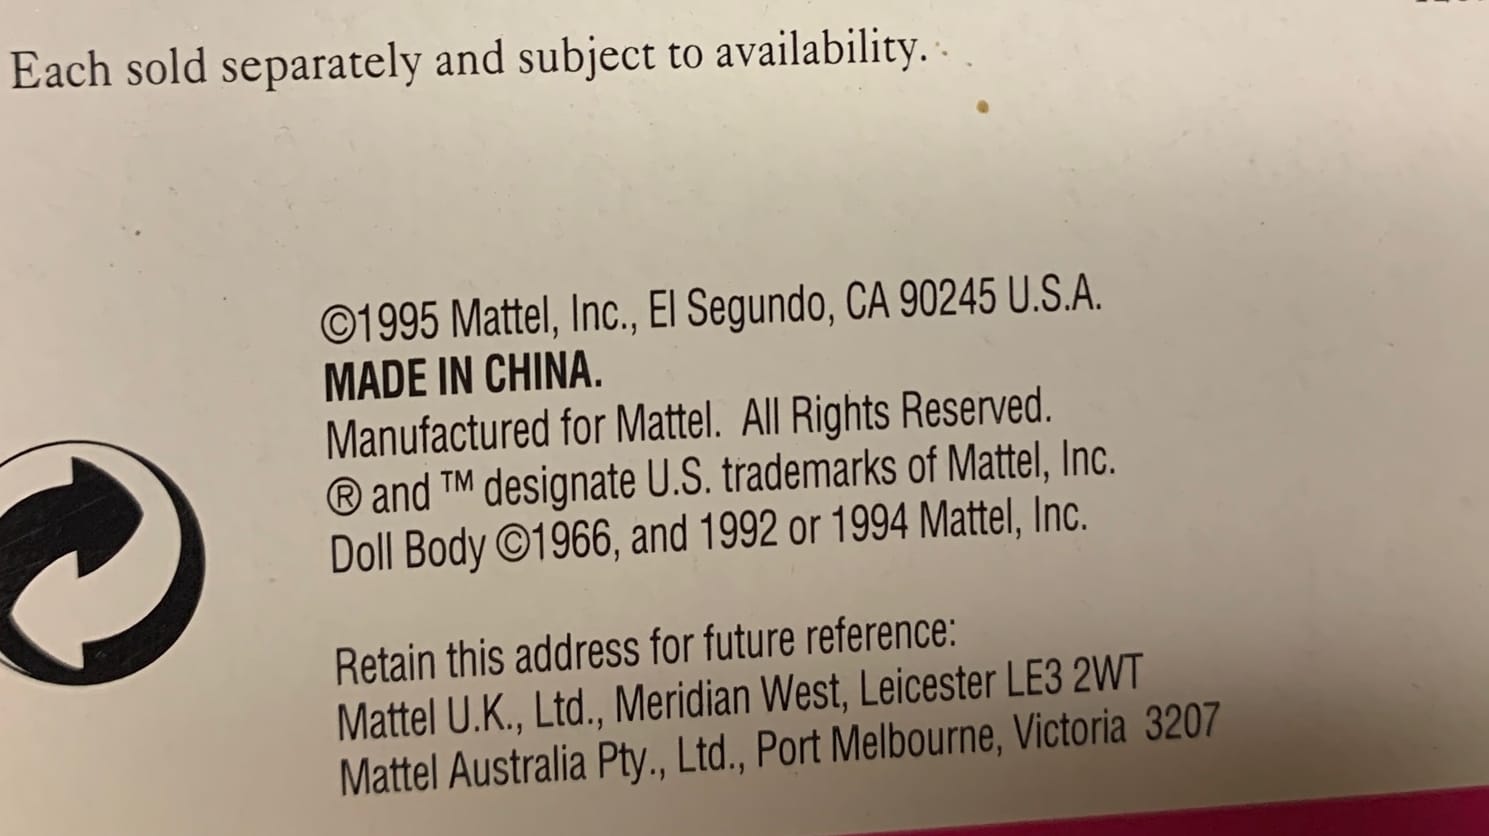 Each sold separately and subject to availability.
©1995 Mattel, Inc., El Segundo, CA 90245 U.S.A.
MADE IN CHINA.
Manufactured for Mattel. All Rights Reserved.
® and ™ designate U.S. trademarks of Mattel, Inc.
Doll Body ©1966, and 1992 or 1994 Mattel, Inc.
Retain this address for future reference:
Mattel U.K., Ltd., Meridian West, Leicester LE3 2WT
Mattel Australia Pty., Ltd., Port Melbourne, Victoria 3207